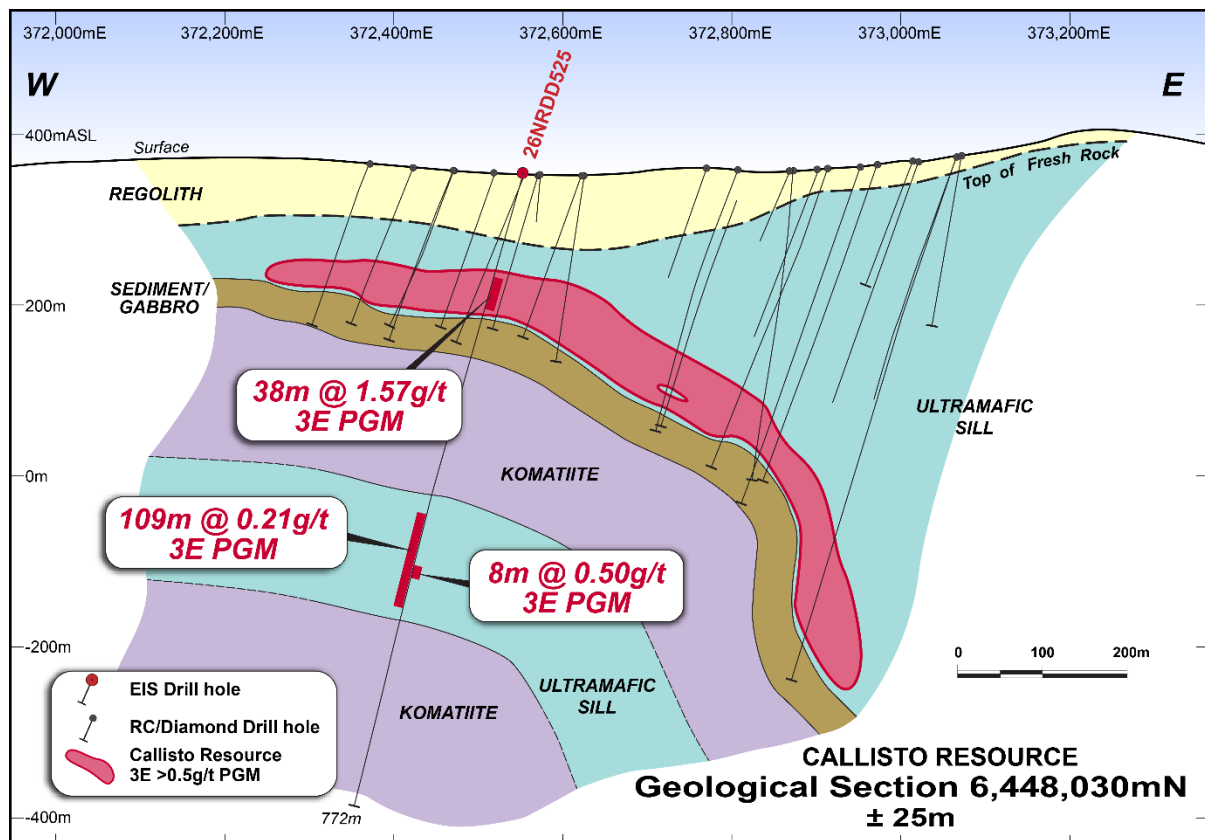 372,000mE
372,200mE
372,400mE
372,600mE
372,800mE
373,000mE
373,200mE
W
E
26NRDD525
400mASL
Surface
REGOLITH
Top of Fresh Rock
SEDIMENT/
GABBRO
200m
38m @ 1.57g/t
3E PGM
ULTRAMAFIC
SILL
KOMATIITE
0m
109m @ 0.21g/t
3E PGM
8m @ 0.50g/t
3E PGM
-200m
0
100
200m
EIS Drill hole
RC/Diamond Drill hole
Callisto Resource
3E >0.5g/t PGM
KOMATIITE
ULTRAMAFIC
SILL
CALLISTO RESOURCE
Geological Section 6,448,030mN
± 25m
-400m
772m